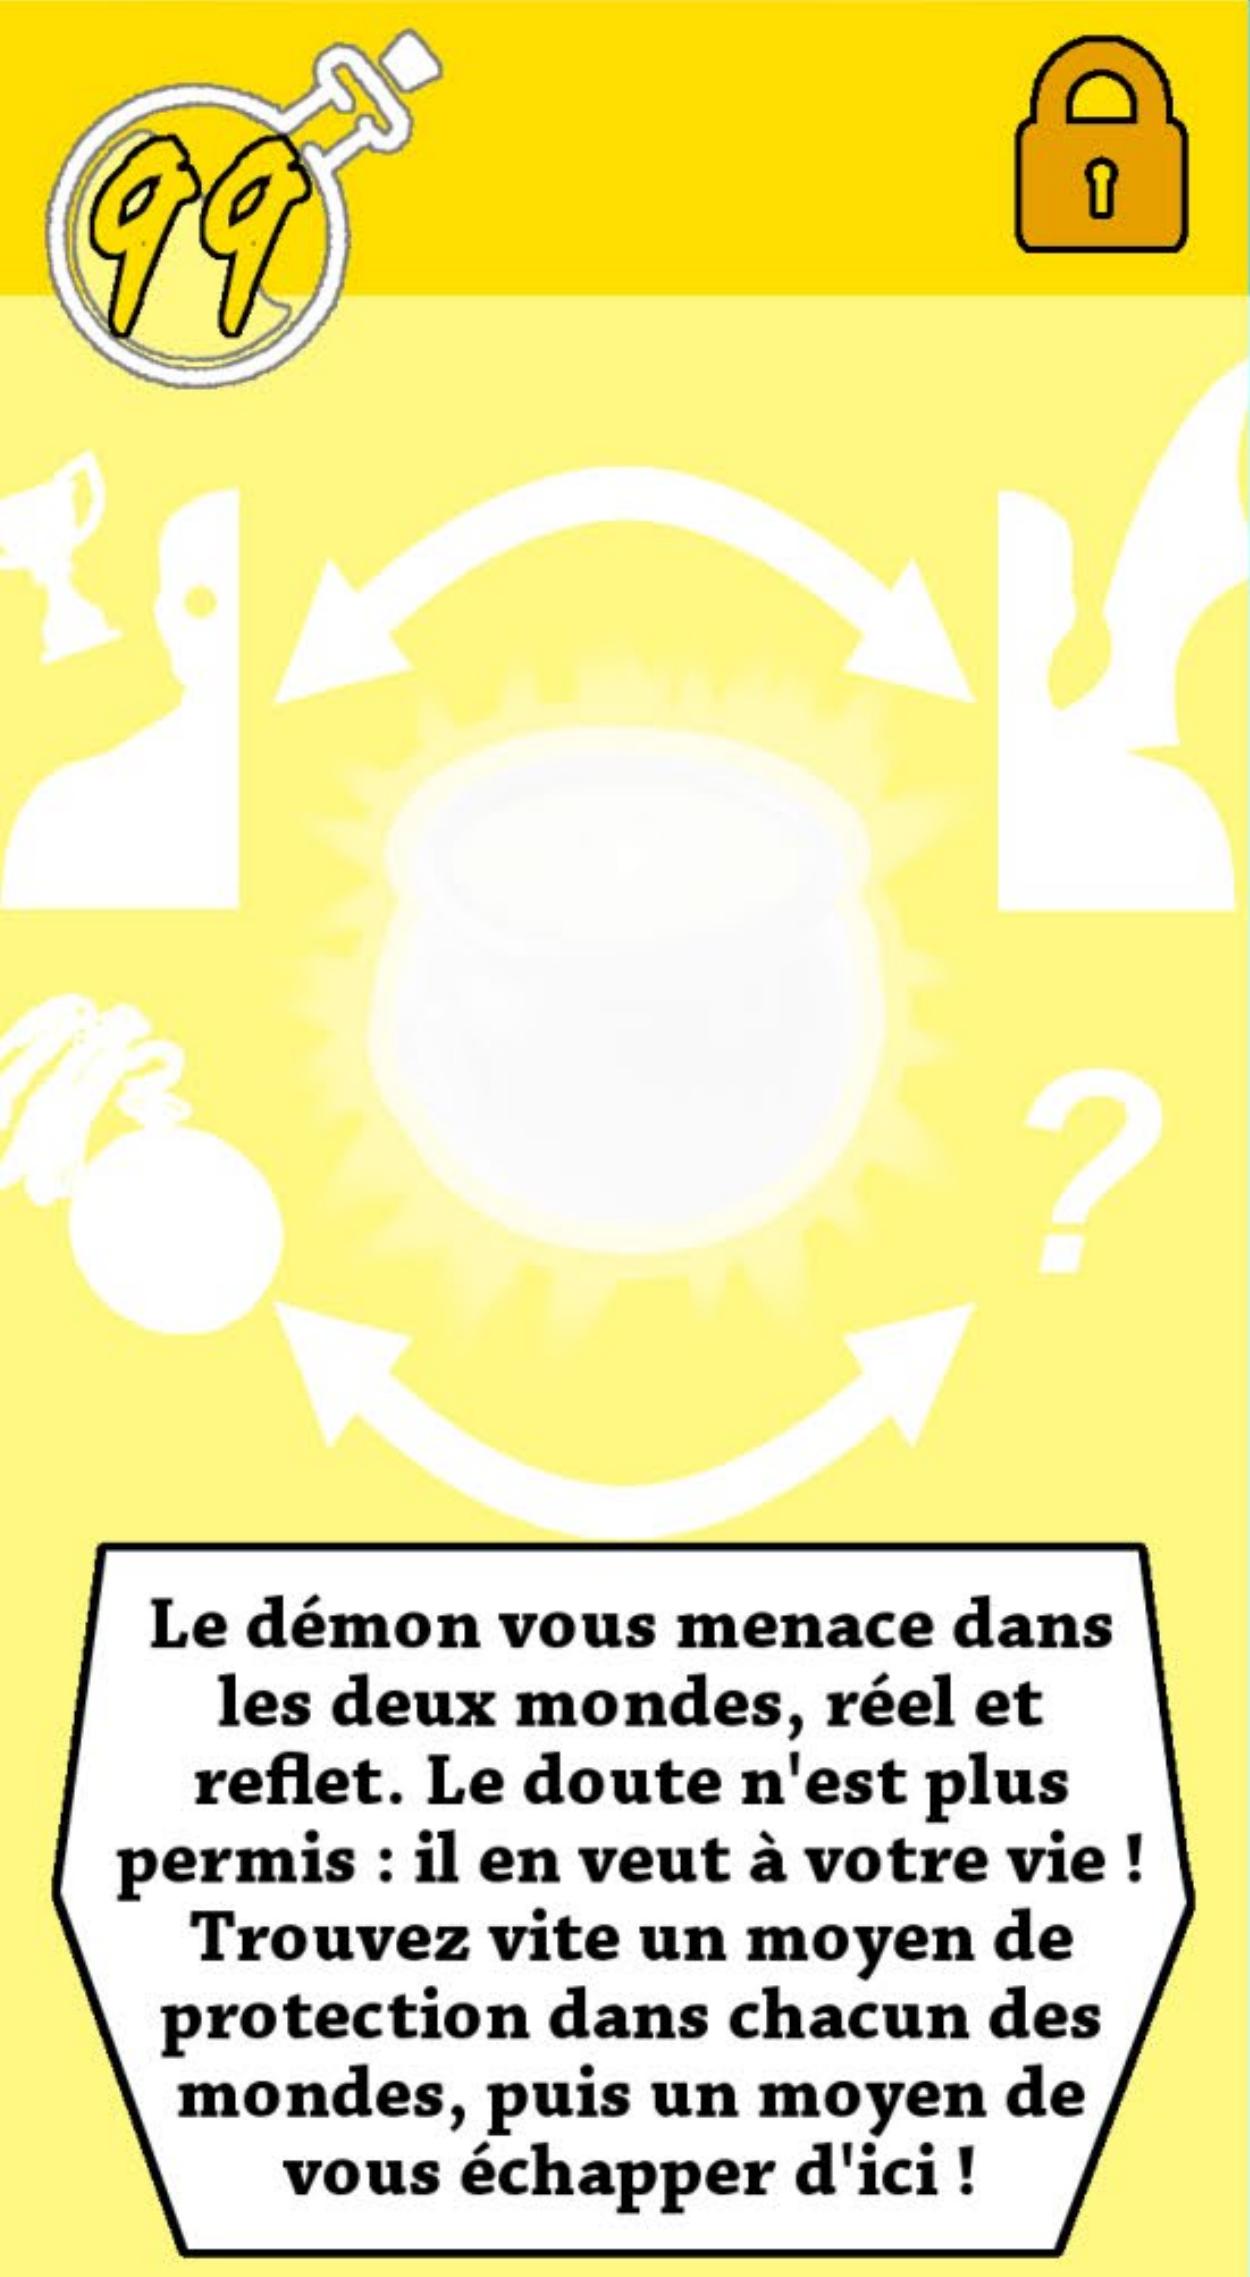 99
?
Le démon vous menace dans
les deux mondes, réel et
reflet. Le doute n'est plus
permis : il en veut à votre vie !
Trouvez vite un moyen de
protection dans chacun des
mondes, puis un moyen de
vous échapper d'ici !